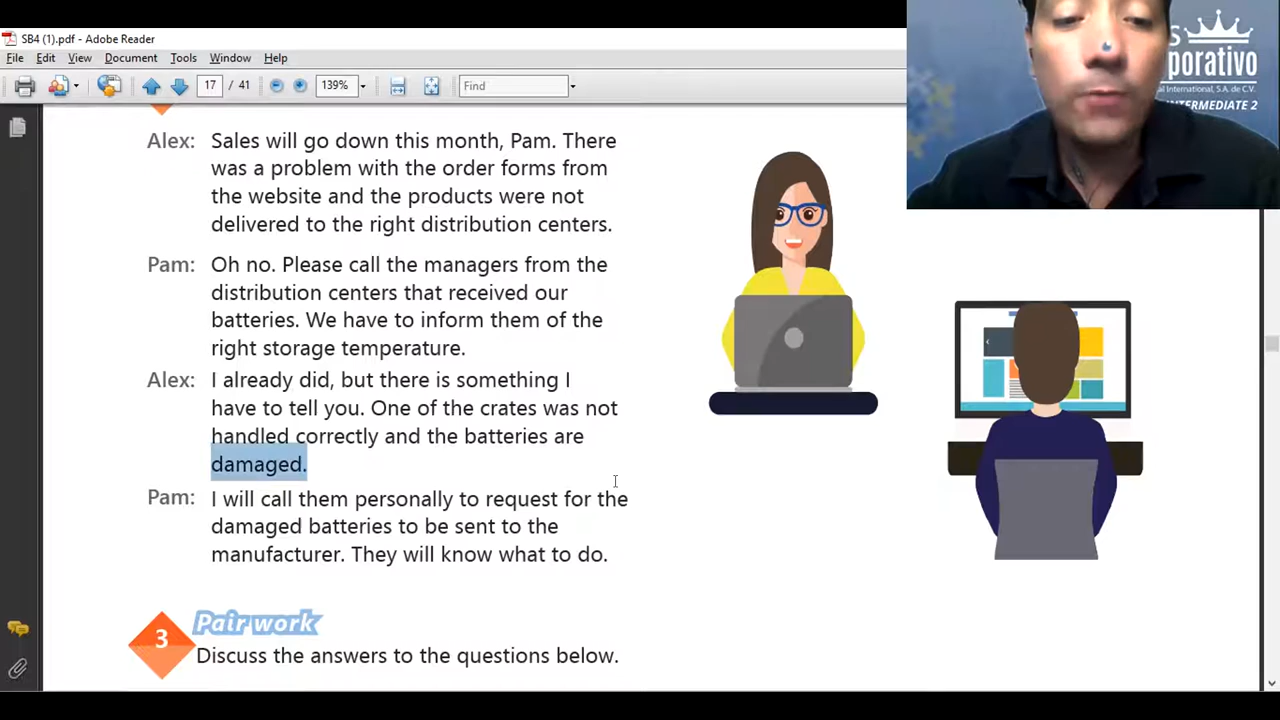 SB4 (1).pdf - Adobe Reader
File Edit View Document Tools Window Help
17 / 41 139% Find
S
porativo
al International, S.A. de C.V.
INTERMEDIATE 2
Alex: Sales will go down this month, Pam. There
was a problem with the order forms from
the website and the products were not
delivered to the right distribution centers.
Pam: Oh no. Please call the managers from the
distribution centers that received our
batteries. We have to inform them of the
right storage temperature.
Alex: I already did, but there is something I
have to tell you. One of the crates was not
handled correctly and the batteries are
damaged.
Pam: I will call them personally to request for the
damaged batteries to be sent to the
manufacturer. They will know what to do.
3 Pair work
Discuss the answers to the questions below.